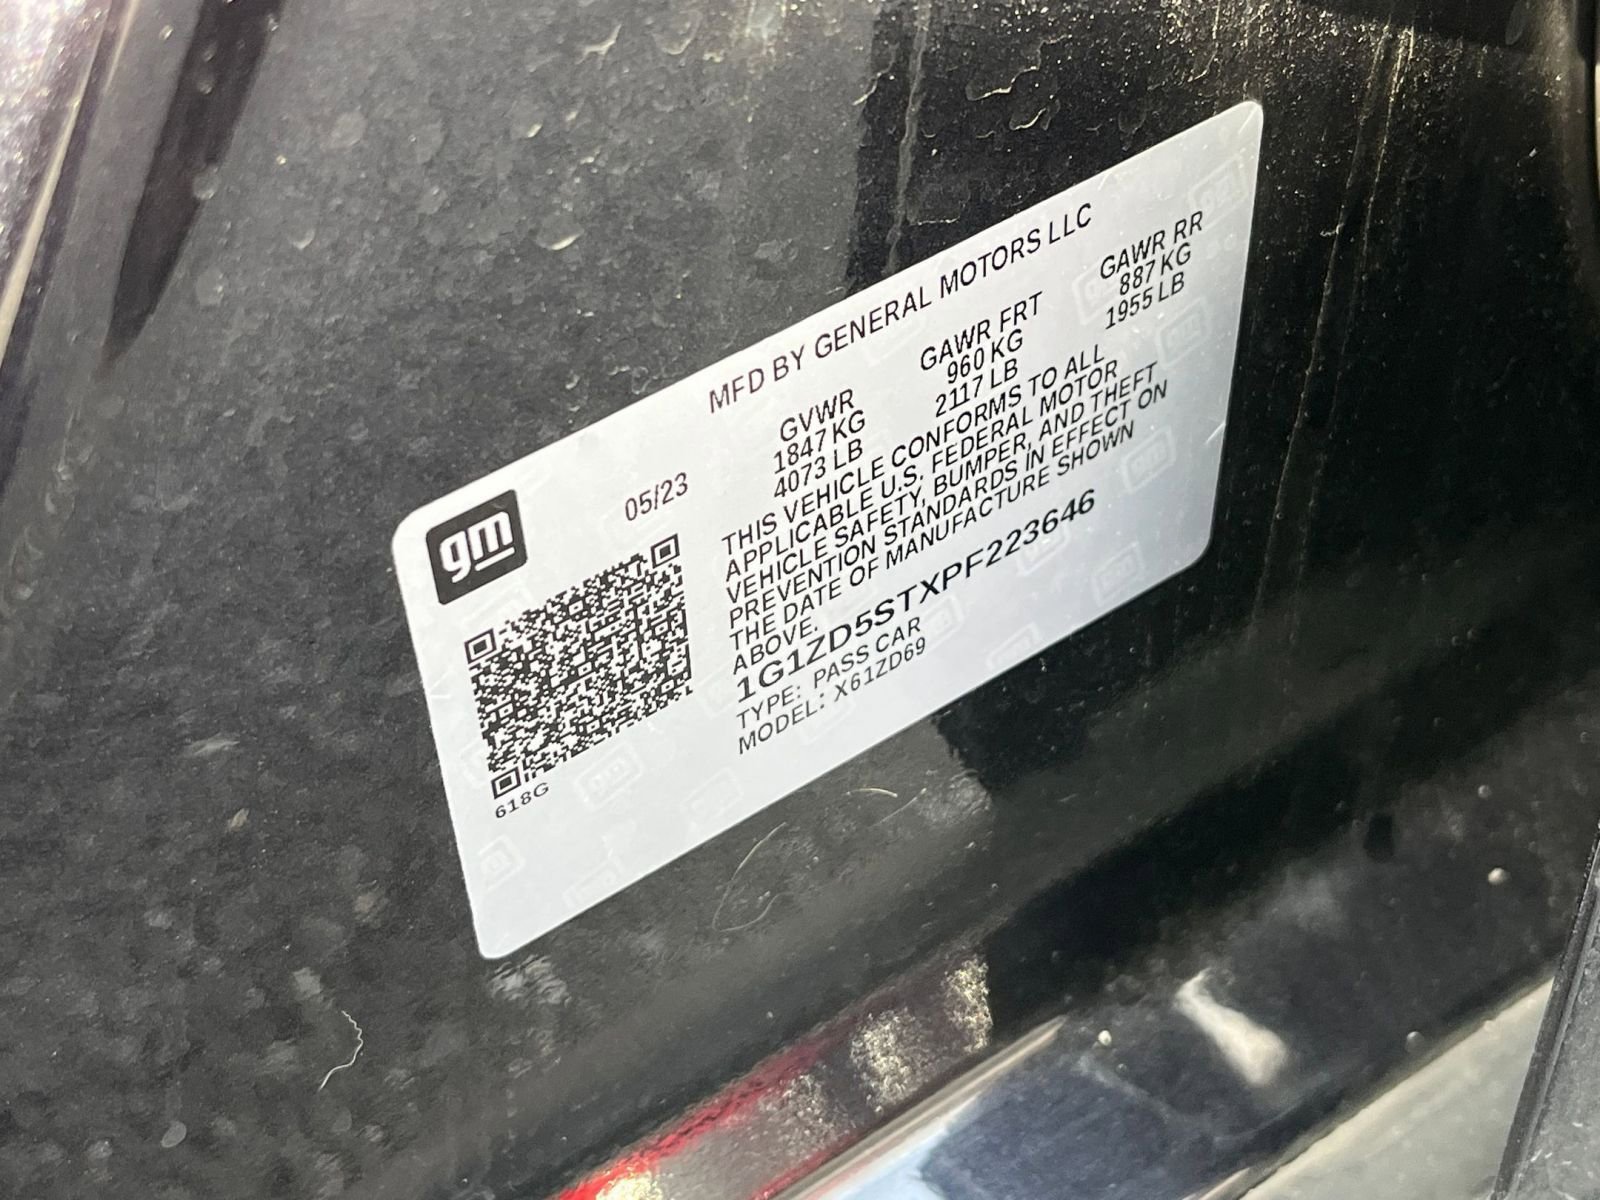 MFD BY GENERAL MOTORS LLC
gm
05/23
GVWR GAWR FRT GAWR RR
1847 KG 960 KG 887 KG
4073 LB 2117 LB 1955 LB
THIS VEHICLE CONFORMS TO ALL
APPLICABLE U.S. FEDERAL MOTOR
VEHICLE SAFETY, BUMPER, AND THEFT
PREVENTION STANDARDS IN EFFECT ON
THE DATE OF MANUFACTURE SHOWN
ABOVE.
1G1ZD5STXPF223646
TYPE: PASS CAR
MODEL: X61ZD69
618G